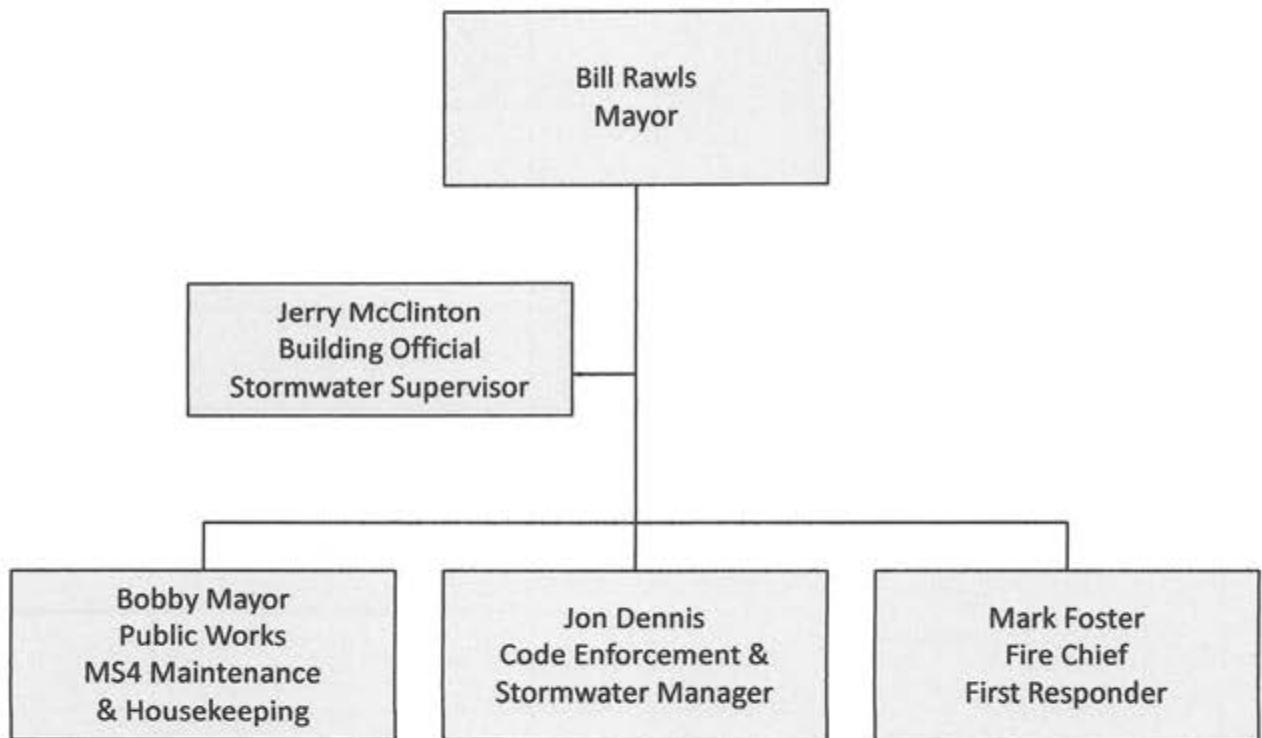 Bill Rawls
Mayor
Jerry McClinton
Building Official
Stormwater Supervisor
Bobby Mayor
Public Works
MS4 Maintenance
& Housekeeping
Jon Dennis
Code Enforcement &
Stormwater Manager
Mark Foster
Fire Chief
First Responder